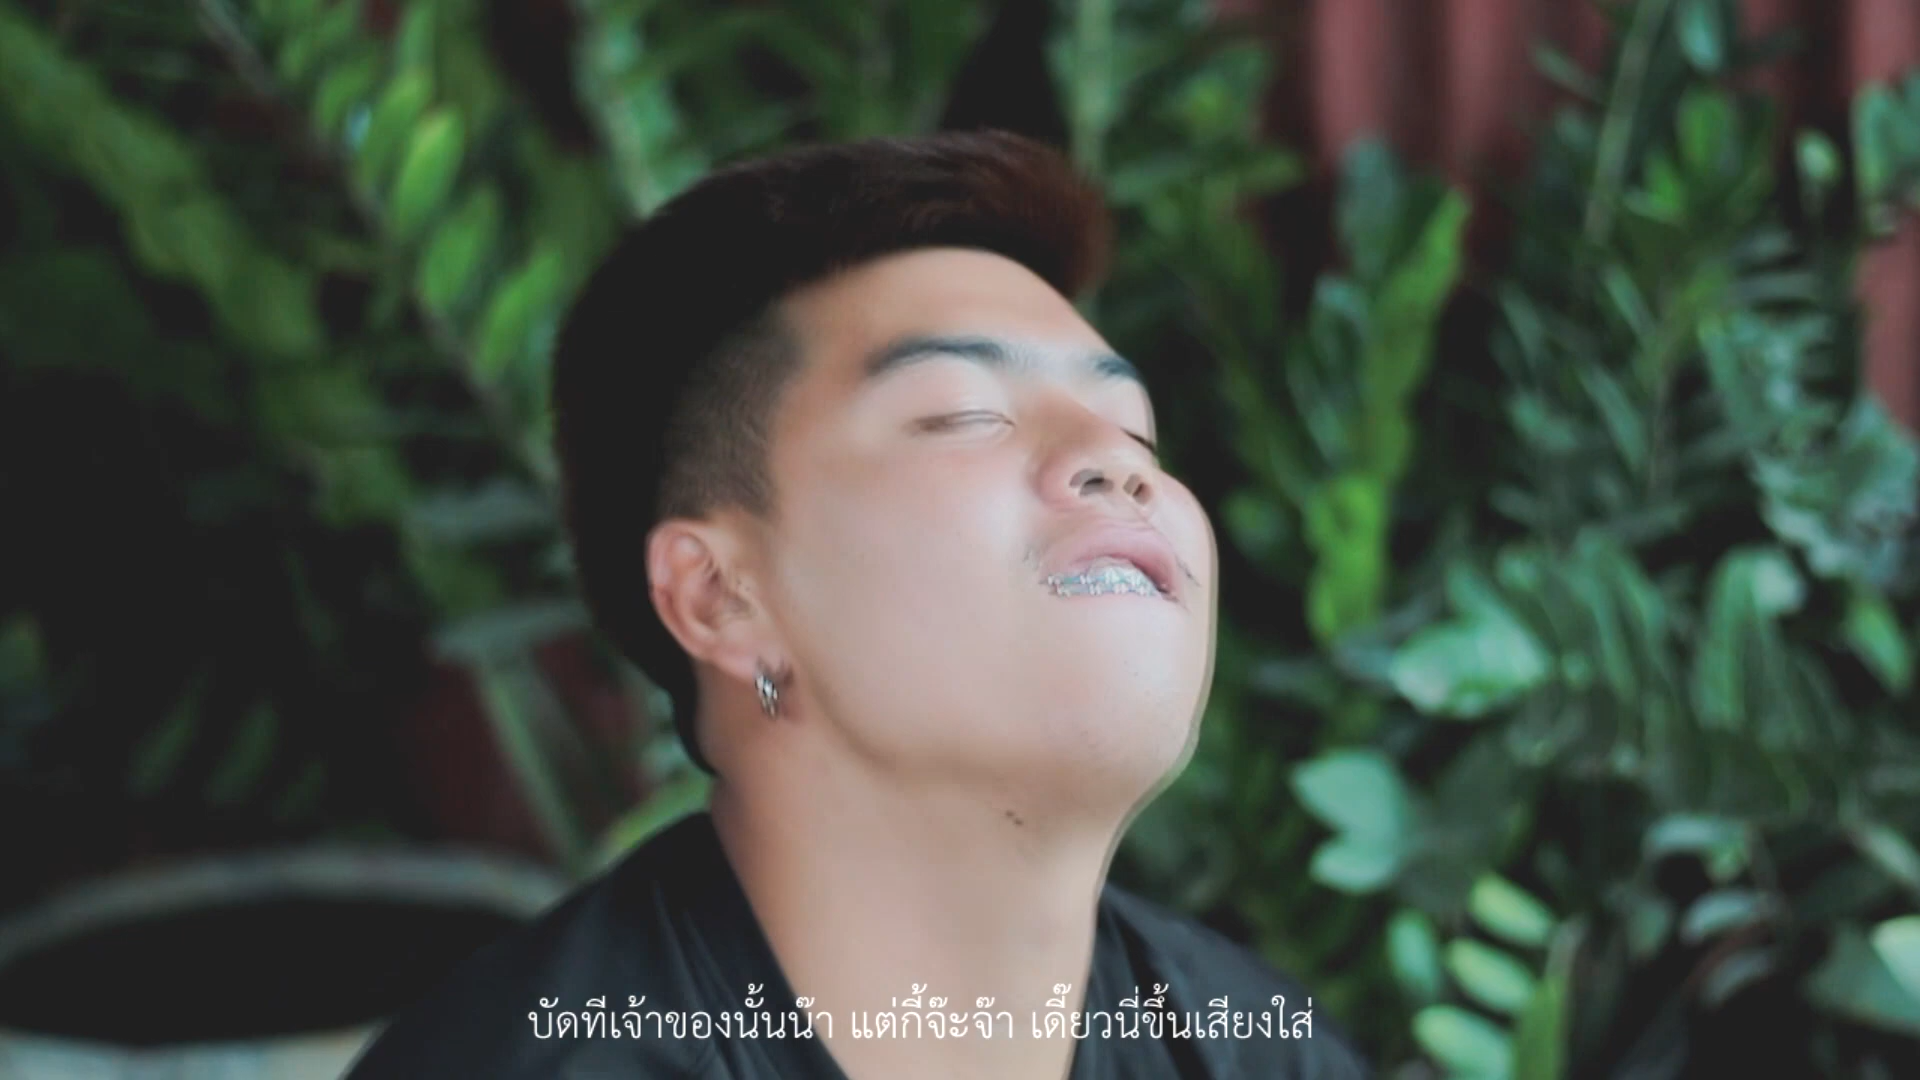 บัดทีเจ้าของนั้นน๊า แต่กี้จ๊ะจ๊า เดี๊ยวนี่ขึ้นเสียงใส่